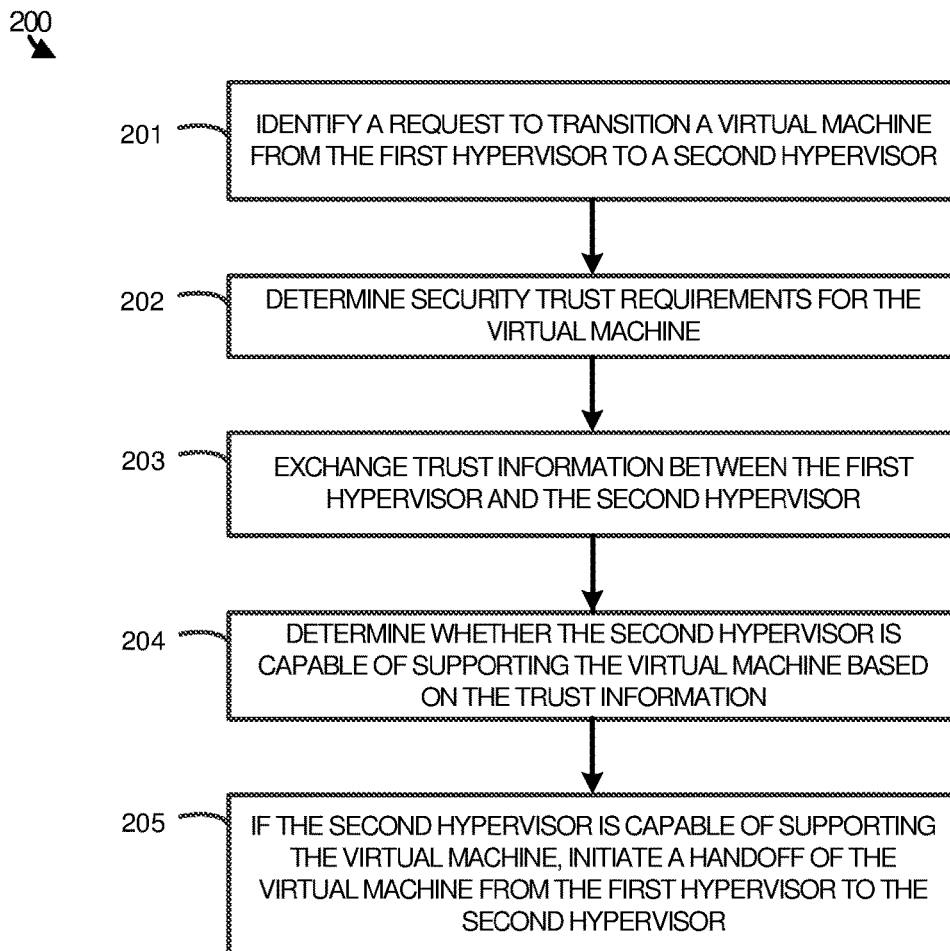 200
201
IDENTIFY A REQUEST TO TRANSITION A VIRTUAL MACHINE
FROM THE FIRST HYPERVISOR TO A SECOND HYPERVISOR
202
DETERMINE SECURITY TRUST REQUIREMENTS FOR THE
VIRTUAL MACHINE
203
EXCHANGE TRUST INFORMATION BETWEEN THE FIRST
HYPERVISOR AND THE SECOND HYPERVISOR
204
DETERMINE WHETHER THE SECOND HYPERVISOR IS
CAPABLE OF SUPPORTING THE VIRTUAL MACHINE BASED
ON THE TRUST INFORMATION
205
IF THE SECOND HYPERVISOR IS CAPABLE OF SUPPORTING
THE VIRTUAL MACHINE, INITIATE A HANDOFF OF THE
VIRTUAL MACHINE FROM THE FIRST HYPERVISOR TO THE
SECOND HYPERVISOR